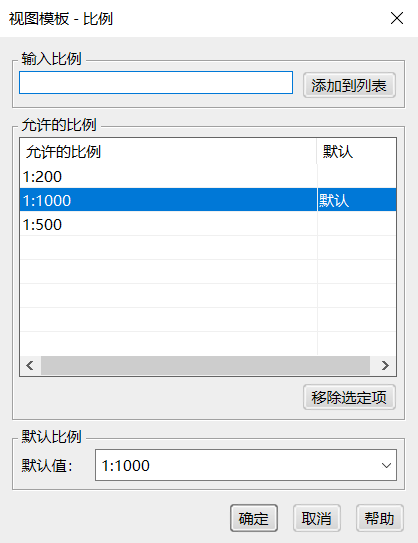 视图模板 - 比例
输入比例
添加到列表
允许的比例
允许的比例 默认
1:200
1:1000 默认
1:500
移除选定项
默认比例
默认值： 1:1000
确定 取消 帮助